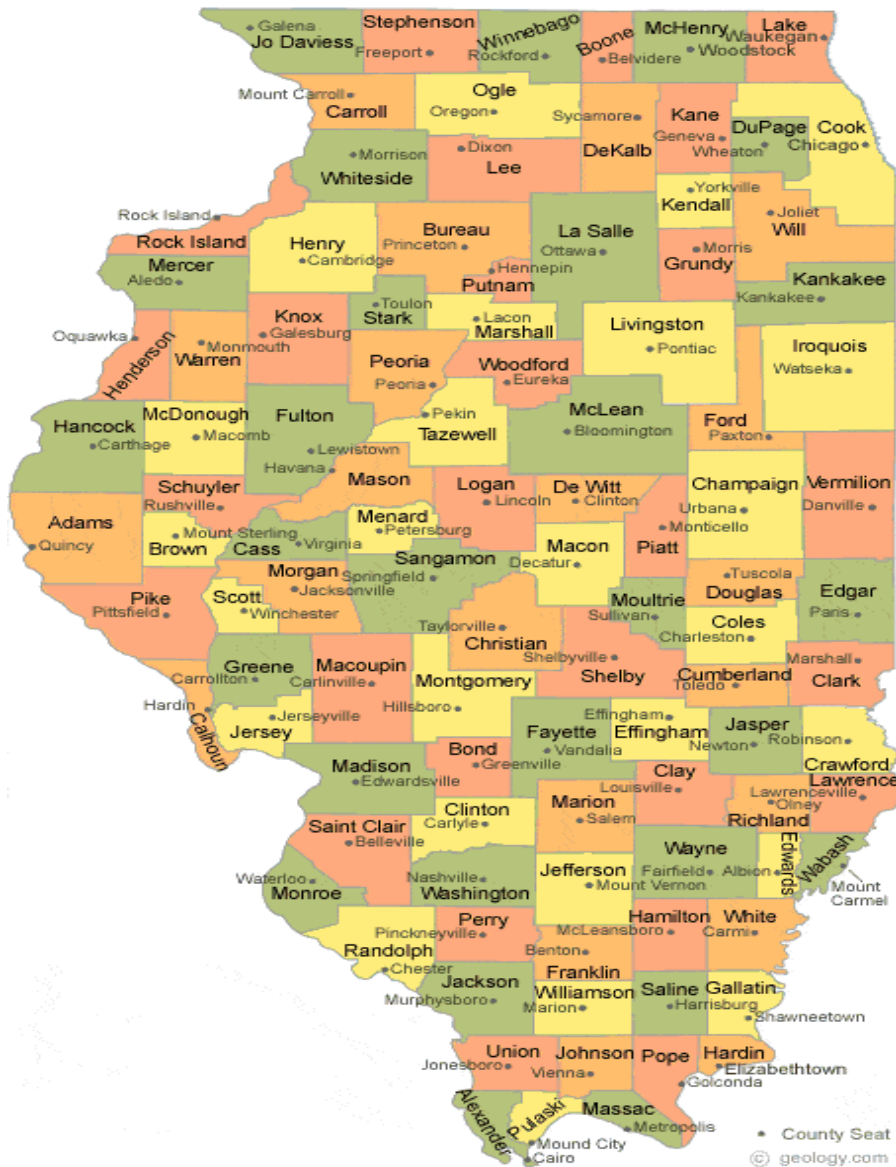 Galena
Jo Daviess
Stephenson
Freeport
Winnebago
Rockford
Boone
Belvidere
McHenry
Woodstock
Lake
Waukegan
Mount Carroll
Carroll
Ogle
Oregon
Sycamore
DeKalb
Kane
Geneva
Wheaton
DuPage
Cook
Chicago
Morrison
Whiteside
Dixon
Lee
Yorkville
Kendall
Joliet
Will
Rock Island
Rock Island
Henry
Cambridge
Bureau
Princeton
La Salle
Ottawa
Morris
Grundy
Mercer
Aledo
Hennepin
Putnam
Kankakee
Kankakee
Toulon
Stark
Knox
Galesburg
Lacon
Marshall
Livingston
Pontiac
Oquawka
Henderson
Monmouth
Warren
Peoria
Peoria
Woodford
Eureka
Iroquois
Watseka
Hancock
Carthage
McDonough
Macomb
Fulton
Lewistown
Havana
Pekin
Tazewell
McLean
Bloomington
Ford
Paxton
Mason
Schuyler
Rushville
Logan
Lincoln
De Witt
Clinton
Champaign
Urbana
Vermilion
Danville
Adams
Quincy
Mount Sterling
Brown
Cass
Virginia
Menard
Petersburg
Monticello
Piatt
Macon
Decatur
Sangamon
Springfield
Morgan
Jacksonville
Pike
Pittsfield
Scott
Winchester
Tuscola
Douglas
Edgar
Paris
Moultrie
Sullivan
Coles
Charleston
Taylorville
Christian
Shelbyville
Shelby
Greene
Carrollton
Macoupin
Carlinville
Montgomery
Hillsboro
Marshall
Clark
Cumberland
Toledo
Hardin
Calhoun
Jerseyville
Jersey
Effingham
Effingham
Fayette
Vandalia
Jasper
Newton
Robinson
Crawford
Madison
Edwardsville
Bond
Greenville
Clay
Louisville
Lawrence
Lawrenceville
Olney
Richland
Clinton
Carlyle
Marion
Salem
Saint Clair
Belleville
Wayne
Fairfield
Albion
Edwards
Wabash
Mount
Carmel
Waterloo
Monroe
Nashville
Washington
Jefferson
Mount Vernon
Randolph
Chester
Perry
Pinckneyville
Hamilton
McLeansboro
White
Carmi
Benton
Franklin
Jackson
Murphysboro
Williamson
Marion
Saline
Harrisburg
Gallatin
Shawneetown
Union
Jonesboro
Johnson
Vienna
Pope
Golconda
Hardin
Elizabethtown
Alexander
Pulaski
Massac
Metropolis
Mound City
Cairo
County Seat
© geology.com